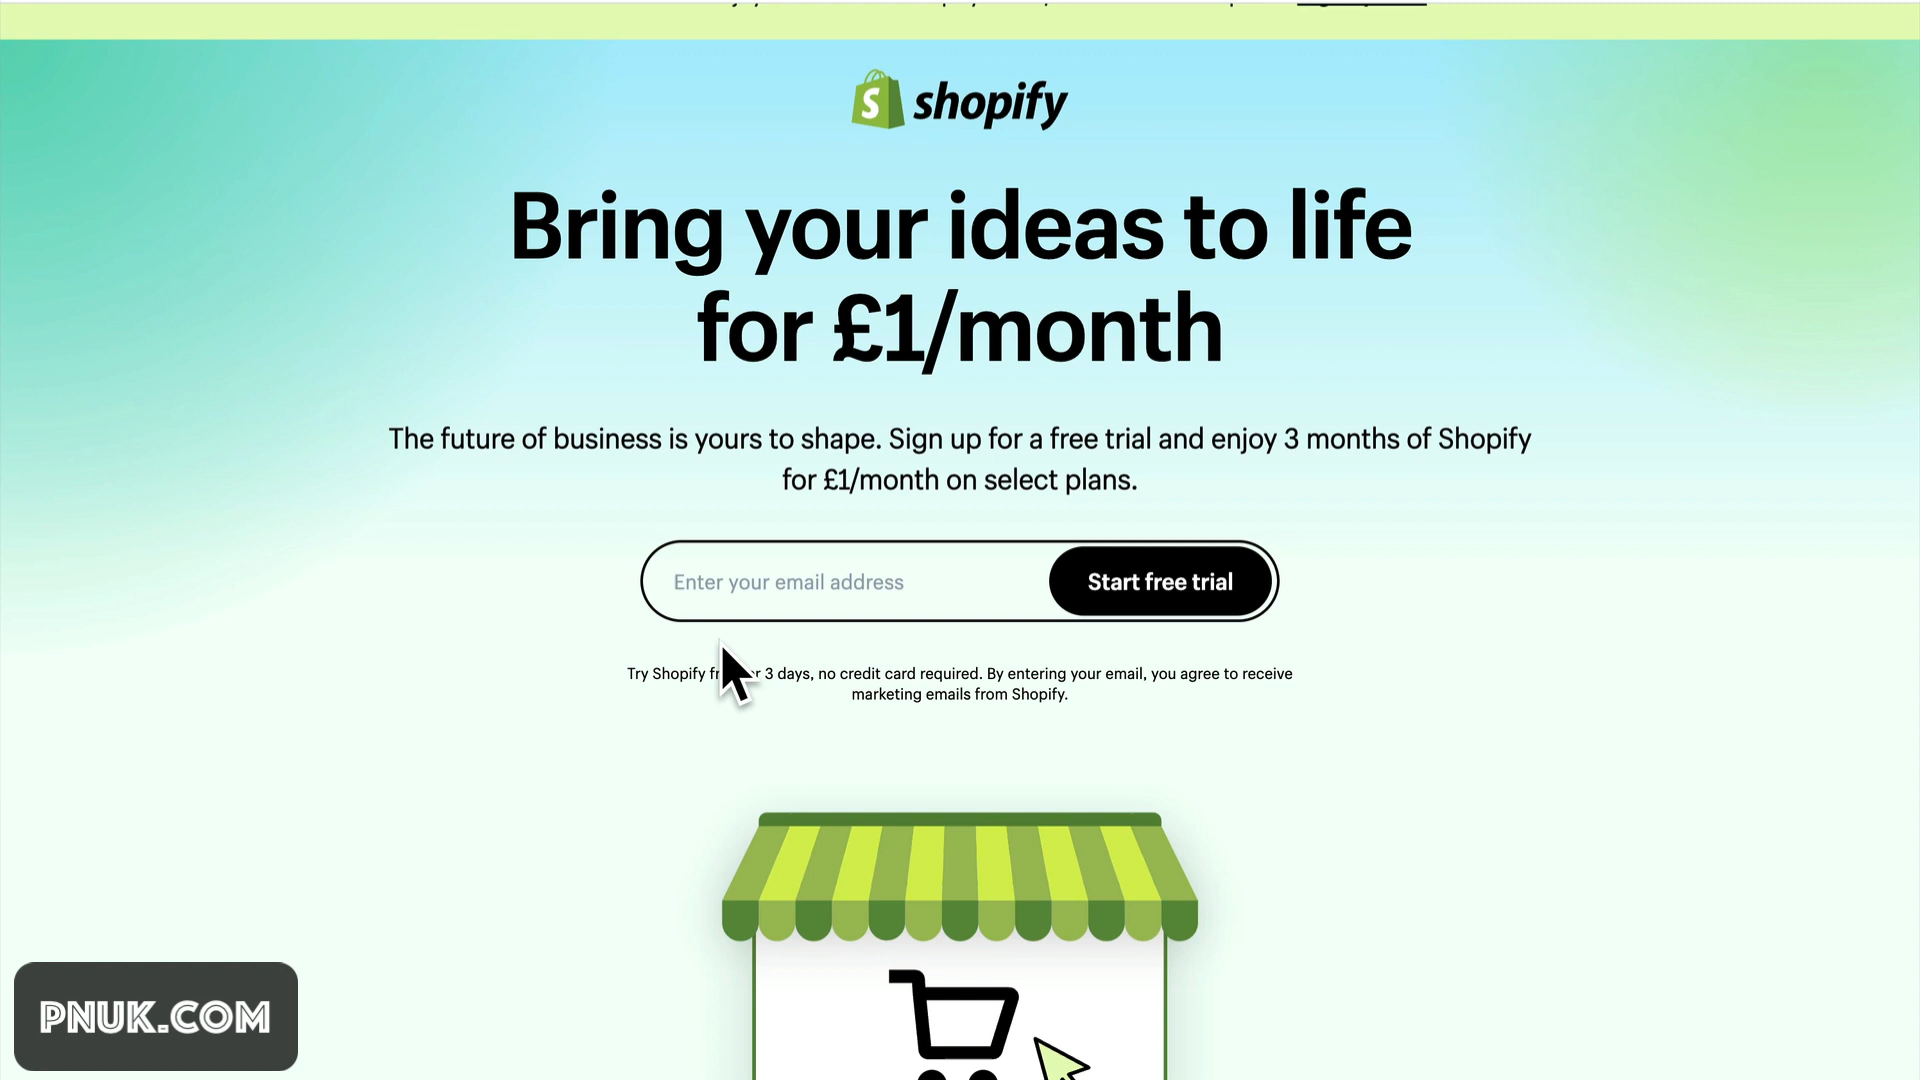 shopify
Bring your ideas to life
for £1/month
The future of business is yours to shape. Sign up for a free trial and enjoy 3 months of Shopify
for £1/month on select plans.
Enter your email address
Start free trial
Try Shopify 3 days, no credit card required. By entering your email, you agree to receive
marketing emails from Shopify.
PNUK.COM